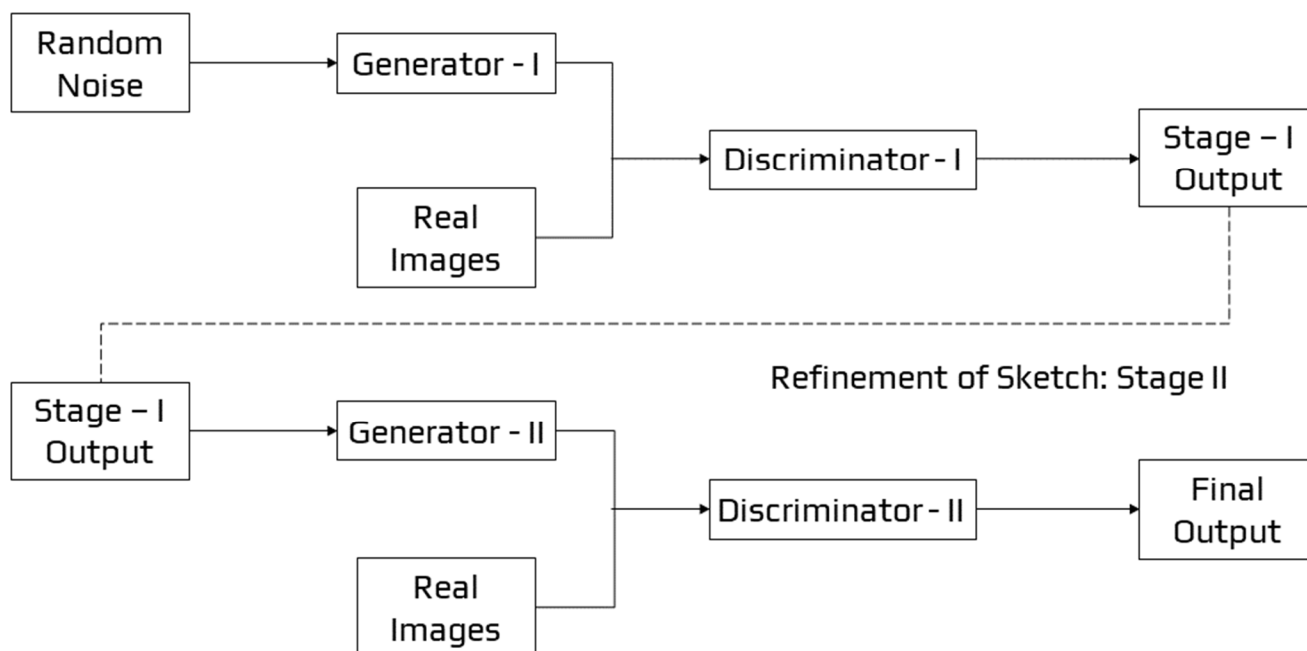 Random
Noise
Generator - I
Real
Images
Discriminator - I
Stage – I
Output
Refinement of Sketch: Stage II
Stage – I
Output
Generator - II
Real
Images
Discriminator - II
Final
Output